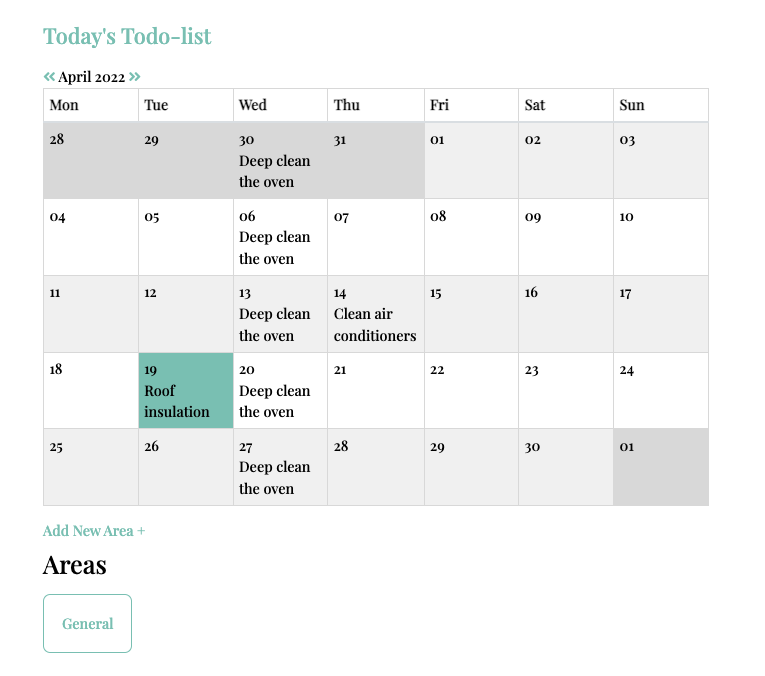 Today's Todo-list
« April 2022 »
Mon Tue Wed Thu Fri Sat Sun
28 29 30 31 01 02 03
Deep clean
the oven
04 05 06 07 08 09 10
Deep clean
the oven
11 12 13 14 15 16 17
Deep clean Clean air
the oven conditioners
18 19 20 21 22 23 24
Roof Deep clean
insulation the oven
25 26 27 28 29 30 01
Deep clean
the oven
Add New Area +
Areas
General